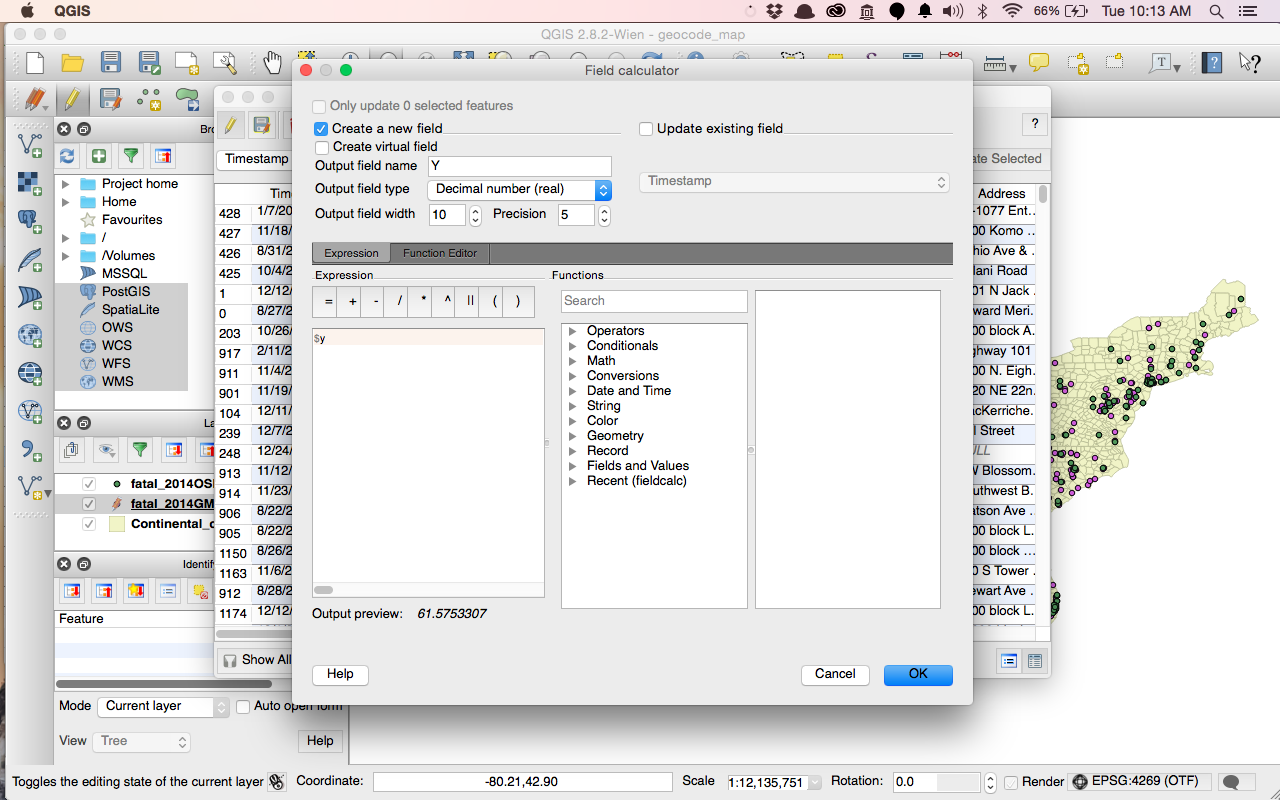 QGIS
66%
Tue 10:13 AM
QGIS 2.8.2-Wien - geocode_map
Field calculator
Only update 0 selected features
Create a new field
Update existing field
Create virtual field
Output field name Y
Timestamp
Output field type Decimal number (real)
Output field width 10 Precision 5
Expression Function Editor
Expression
= + - / * ^ || ( )
$y
Output preview: 61.5753307
Functions
Search
Operators
Conditionals
Math
Conversions
Date and Time
String
Color
Geometry
Record
Fields and Values
Recent (fieldcalc)
Help
Cancel
OK
Project home
Home
Favourites
/
/Volumes
MSSQL
PostGIS
SpatiaLite
OWS
WCS
WFS
WMS
fatal_2014OS
fatal_2014GM
Continental_
Identif
Feature
Mode Current layer
Auto open form
View Tree
Help
Timestamp
428 1/7/20
427 11/18/
426 8/31/2
425 10/4/2
1 12/12/
0 8/27/2
203 10/26/
917 2/11/2
911 11/4/2
901 11/19/
104 12/11/
239 12/7/2
248 12/24/
913 11/12/
914 11/23/
906 8/22/2
905 8/22/2
1150 8/26/2
1163 11/6/2
912 8/28/2
1174 12/12/
Show All
?
ate Selected
Address
-1077 Ent…
00 Komo …
hio Ave & …
lani Road
01 N Jack …
ward Meri…
00 block A…
ghway 101
00 N. Eigh…
20 NE 22n…
acKerriche…
ll Street
ULL
W Blossom…
uthwest B…
atson Ave …
00 block L…
00 block …
0 S Tower …
ewart Ave …
00 block L…
Toggles the editing state of the current layer
Coordinate: -80.21,42.90
Scale 1:12,135,751
Rotation: 0.0
Render
EPSG:4269 (OTF)